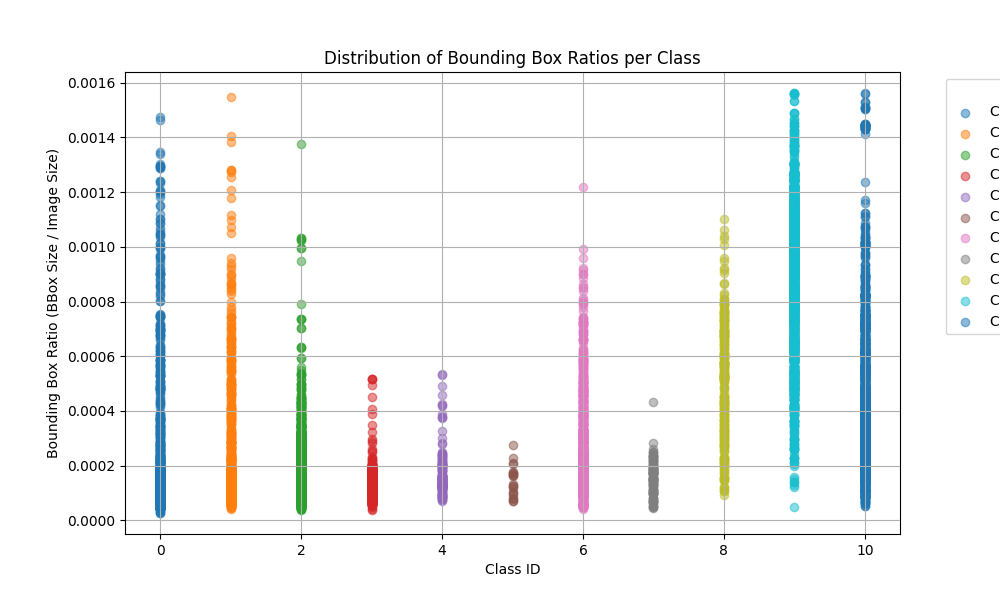 Distribution of Bounding Box Ratios per Class
Bounding Box Ratio (BBox Size / Image Size)
0.0016
0.0014
0.0012
0.0010
0.0008
0.0006
0.0004
0.0002
0.0000
0 2 4 6 8 10
Class ID
C
C
C
C
C
C
C
C
C
C
C